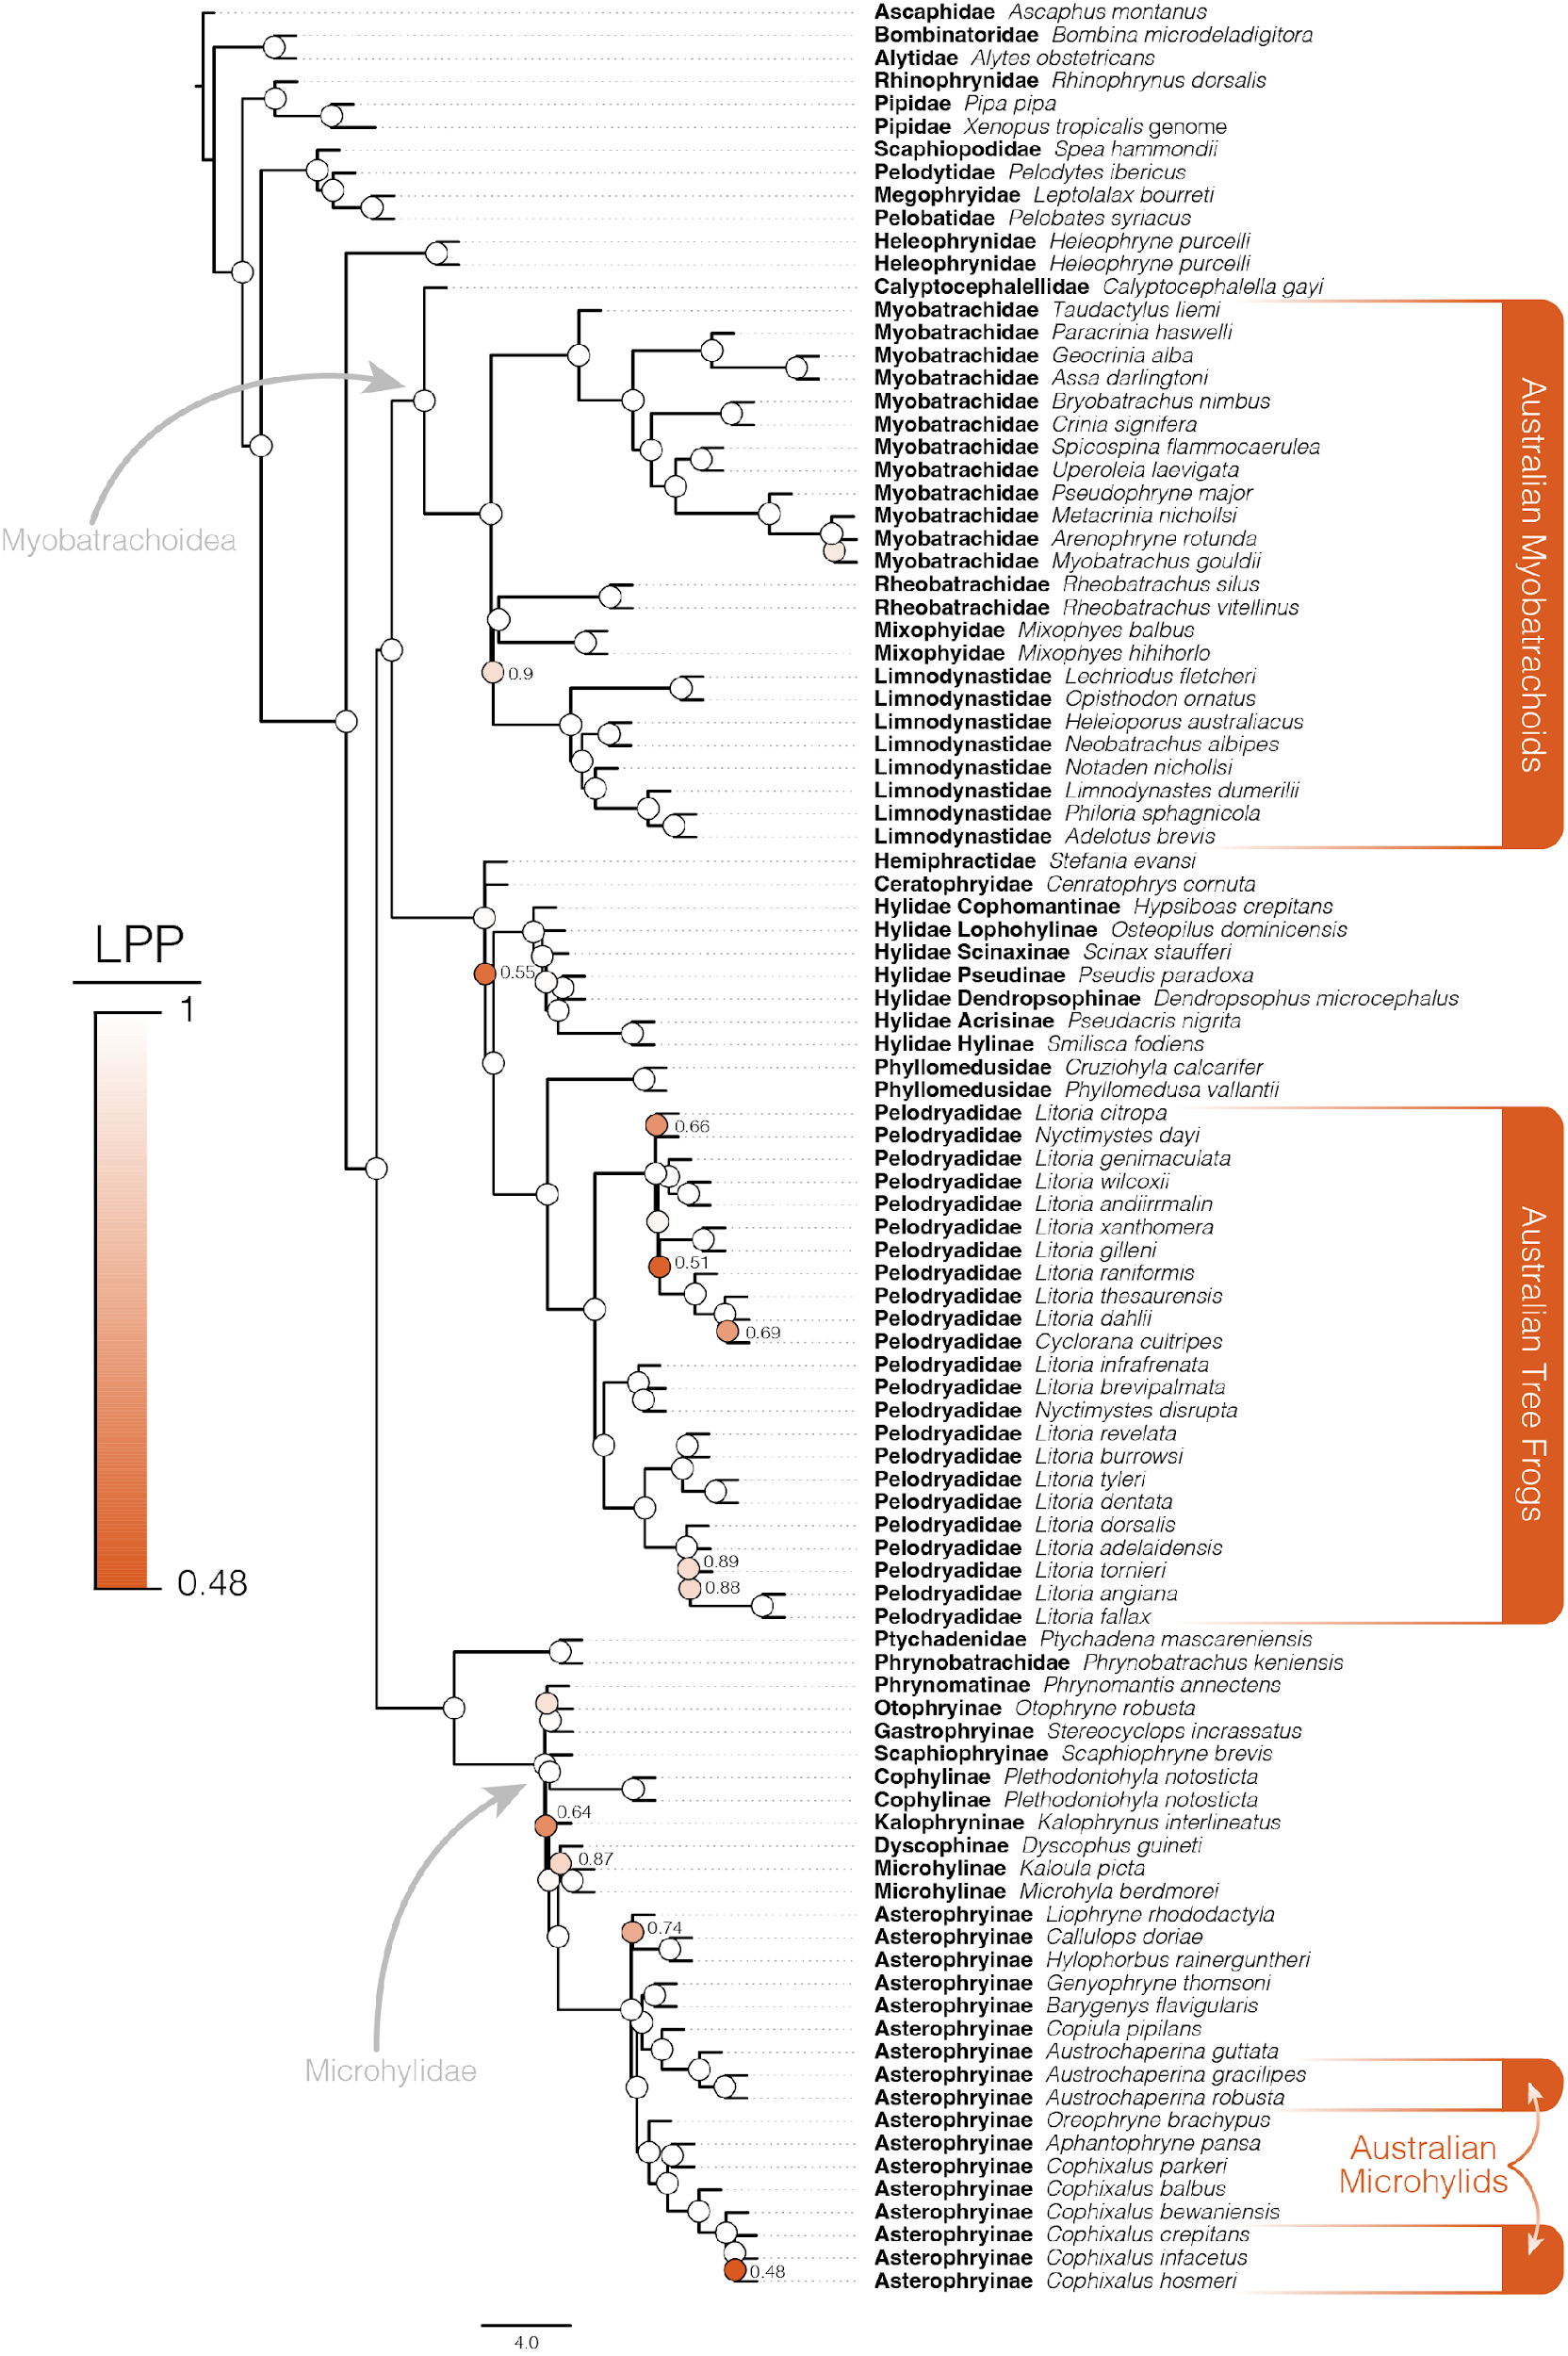 Ascaphidae Ascaphus montanus
Bombinatoridae Bombina microdeladigitora
Alytidae Alytes obstetricans
Rhinophrynidae Rhinophrynus dorsalis
Pipidae Pipa pipa
Pipidae Xenopus tropicalis genome
Scaphiopodidae Spea hammondii
Pelodytidae Pelodytes ibericus
Megophryidae Leptolalax bourreti
Pelobatidae Pelobates syriacus
Heleophrynidae Heleophryne purcelli
Heleophrynidae Heleophryne purcelli
Calyptocephalellidae Calyptocephalella gayi
Myobatrachidae Taudactylus liemi
Myobatrachidae Paracrinia haswelli
Myobatrachidae Geocrinia alba
Myobatrachidae Assa darlingtoni
Myobatrachidae Bryobatrachus nimbus
Myobatrachidae Crinia signifera
Myobatrachidae Spicospina flammocaerulea
Myobatrachidae Uperoleia laevigata
Myobatrachidae Pseudophryne major
Myobatrachidae Metacrinia nichollsi
Myobatrachidae Arenophryne rotunda
Myobatrachidae Myobatrachus gouldii
Rheobatrachidae Rheobatrachus silus
Rheobatrachidae Rheobatrachus vitellinus
Mixophyidae Mixophyes balbus
Mixophyidae Mixophyes hihihorlo
Limnodynastidae Lechriodus fletcheri
Limnodynastidae Opisthodon ornatus
Limnodynastidae Heleioporus australiacus
Limnodynastidae Neobatrachus albipes
Limnodynastidae Notaden nichollsi
Limnodynastidae Limnodynastes dumerilii
Limnodynastidae Philoria sphagnicola
Limnodynastidae Adelotus brevis
Hemiphractidae Stefania evansi
Ceratophryidae Cenratophrys cornuta
Hylidae Cophomantinae Hypsiboas crepitans
Hylidae Lophohylinae Osteopilus dominicensis
Hylidae Scinaxinae Scinax staufferi
Hylidae Pseudinae Pseudis paradoxa
Hylidae Dendropsophinae Dendropsophus microcephalus
Hylidae Acrisinae Pseudacris nigrita
Hylidae Hylinae Smilisca fodiens
Phyllomedusidae Cruziohyla calcarifer
Phyllomedusidae Phyllomedusa vallantii
Pelodryadidae Litoria citropa
Pelodryadidae Nyctimystes dayi
Pelodryadidae Litoria genimaculata
Pelodryadidae Litoria wilcoxii
Pelodryadidae Litoria andiirrmalin
Pelodryadidae Litoria xanthomera
Pelodryadidae Litoria gilleni
Pelodryadidae Litoria raniformis
Pelodryadidae Litoria thesaurensis
Pelodryadidae Litoria dahlii
Pelodryadidae Cyclorana cultripes
Pelodryadidae Litoria infrafrenata
Pelodryadidae Litoria brevipalmata
Pelodryadidae Nyctimystes disrupta
Pelodryadidae Litoria revelata
Pelodryadidae Litoria burrowsi
Pelodryadidae Litoria tyleri
Pelodryadidae Litoria dentata
Pelodryadidae Litoria dorsalis
Pelodryadidae Litoria adelaidensis
Pelodryadidae Litoria tornieri
Pelodryadidae Litoria angiana
Pelodryadidae Litoria fallax
Ptychadenidae Ptychadena mascareniensis
Phrynobatrachidae Phrynobatrachus keniensis
Phrynomatinae Phrynomantis annectens
Otophryinae Otophryne robusta
Gastrophryinae Stereocyclops incrassatus
Scaphiophryinae Scaphiophryne brevis
Cophylinae Plethodontohyla notosticta
Cophylinae Plethodontohyla notosticta
Kalophryninae Kalophrynus interlineatus
Dyscophinae Dyscophus guineti
Microhylinae Kaloula picta
Microhylinae Microhyla berdmorei
Asterophryinae Liophryne rhododactyla
Asterophryinae Callulops doriae
Asterophryinae Hylophorbus rainerguntheri
Asterophryinae Genyophryne thomsoni
Asterophryinae Barygenys flavigularis
Asterophryinae Copiula pipilans
Asterophryinae Austrochaperina guttata
Asterophryinae Austrochaperina gracilipes
Asterophryinae Austrochaperina robusta
Asterophryinae Oreophryne brachypus
Asterophryinae Aphantophryne pansa
Asterophryinae Cophixalus parkeri
Asterophryinae Cophixalus balbus
Asterophryinae Cophixalus bewaniensis
Asterophryinae Cophixalus crepitans
Asterophryinae Cophixalus infacetus
Asterophryinae Cophixalus hosmeri
Myobatrachoidea
Microhylidae
LPP
1
0.48
0.9
0.55
0.66
0.51
0.69
0.89
0.88
0.64
0.87
0.74
0.48
4.0
Australian Myobatrachoids
Australian Tree Frogs
Australian
Microhylids